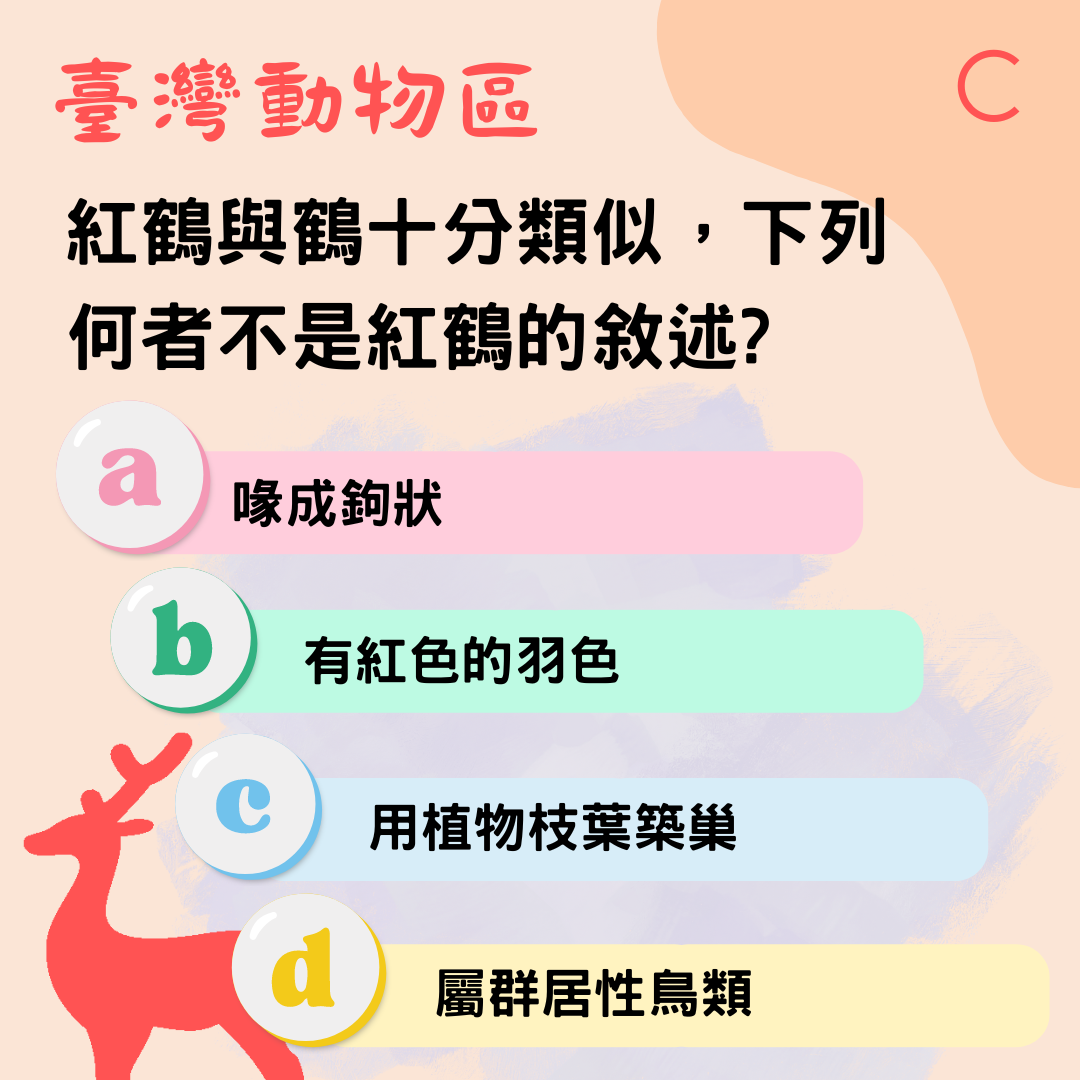 臺灣動物區
C
紅鶴與鶴十分類似，下列
何者不是紅鶴的敘述?
a
喙成鉤狀
b
有紅色的羽色
c
用植物枝葉築巢
d
屬群居性鳥類